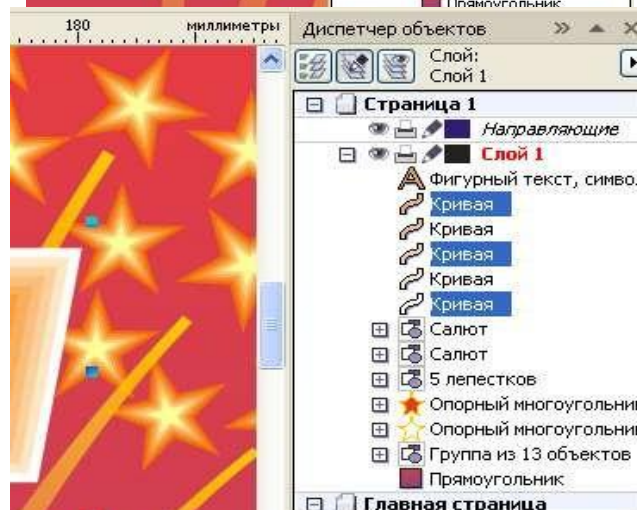 Прямоугольник
180 миллиметры
Диспетчер объектов
Слой:
Слой 1
Страница 1
Направляющие
Слой 1
Фигурный текст, симво
Кривая
Кривая
Кривая
Кривая
Кривая
Салют
Салют
5 лепестков
Опорный многоугольни
Опорный многоугольни
Группа из 13 объектов
Прямоугольник
Главная страница